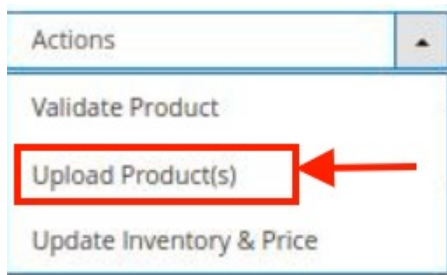 Actions
Validate Product
Upload Product(s)
Update Inventory & Price